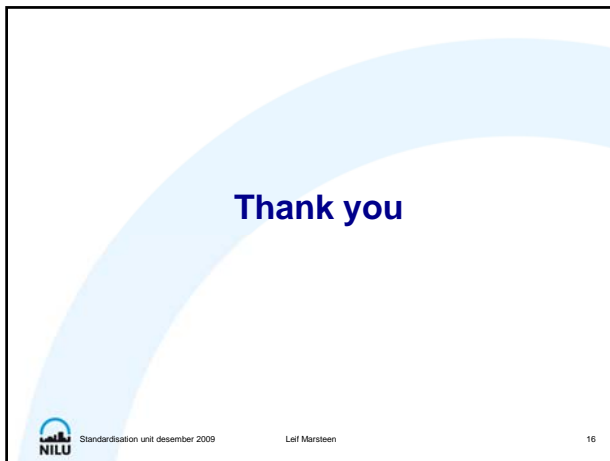 Thank you
NILU
Standardisation unit desember 2009 Leif Marsteen 16